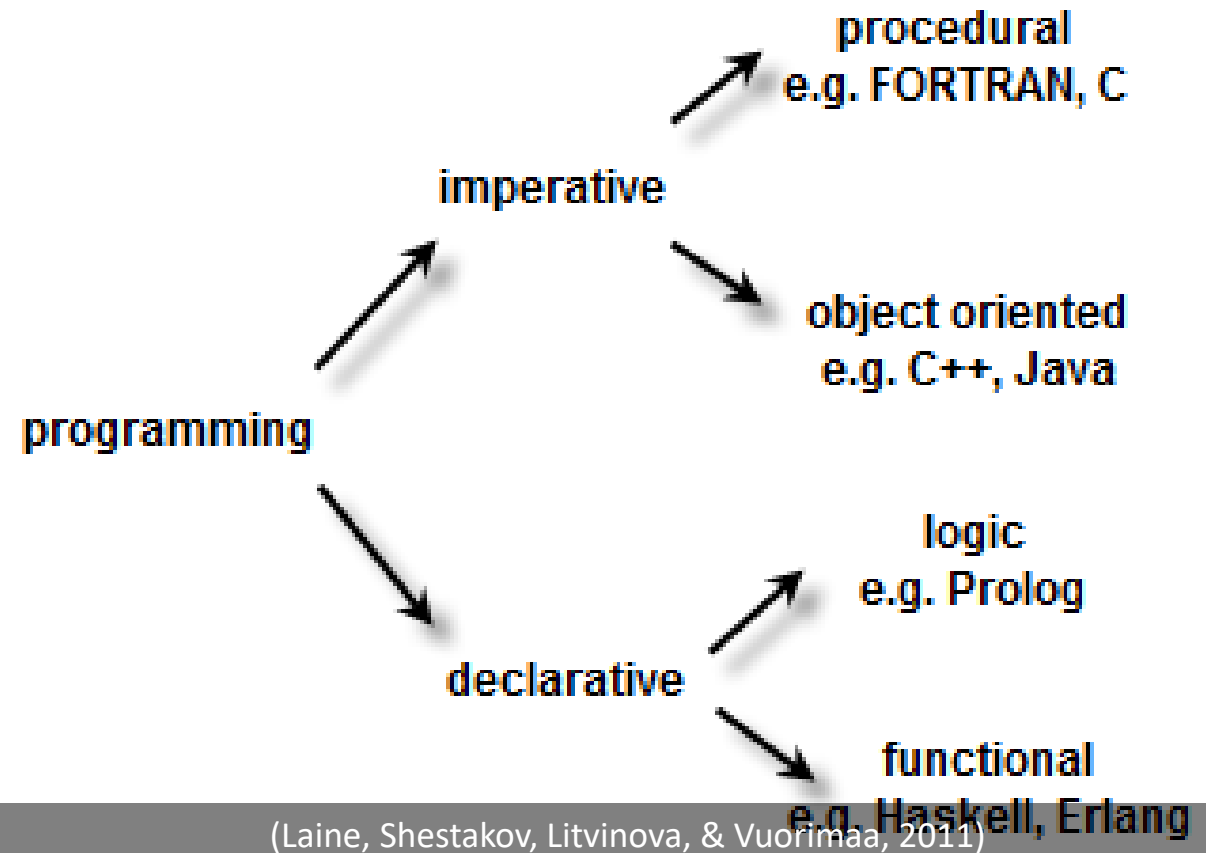 procedural
e.g. FORTRAN, C
imperative
object oriented
e.g. C++, Java
programming
logic
e.g. Prolog
declarative
functional
e.g. Haskell, Erlang
(Laine, Shestakov, Litvinova, & Vuorimaa, 2011)